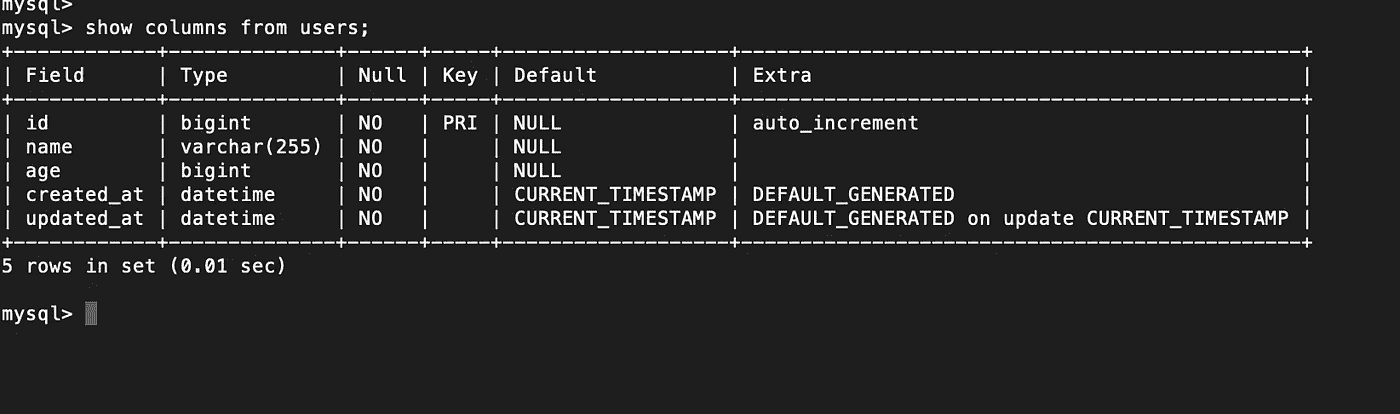 mysql>
mysql> show columns from users;
+------------+--------------+------+-----+-------------------+-----------------------------------------------+
| Field      | Type         | Null | Key | Default           | Extra                                         |
+------------+--------------+------+-----+-------------------+-----------------------------------------------+
| id         | bigint       | NO   | PRI | NULL              | auto_increment                                |
| name       | varchar(255) | NO   |     | NULL              |                                               |
| age        | bigint       | NO   |     | NULL              |                                               |
| created_at | datetime     | NO   |     | CURRENT_TIMESTAMP | DEFAULT_GENERATED                             |
| updated_at | datetime     | NO   |     | CURRENT_TIMESTAMP | DEFAULT_GENERATED on update CURRENT_TIMESTAMP |
+------------+--------------+------+-----+-------------------+-----------------------------------------------+
5 rows in set (0.01 sec)
mysql>